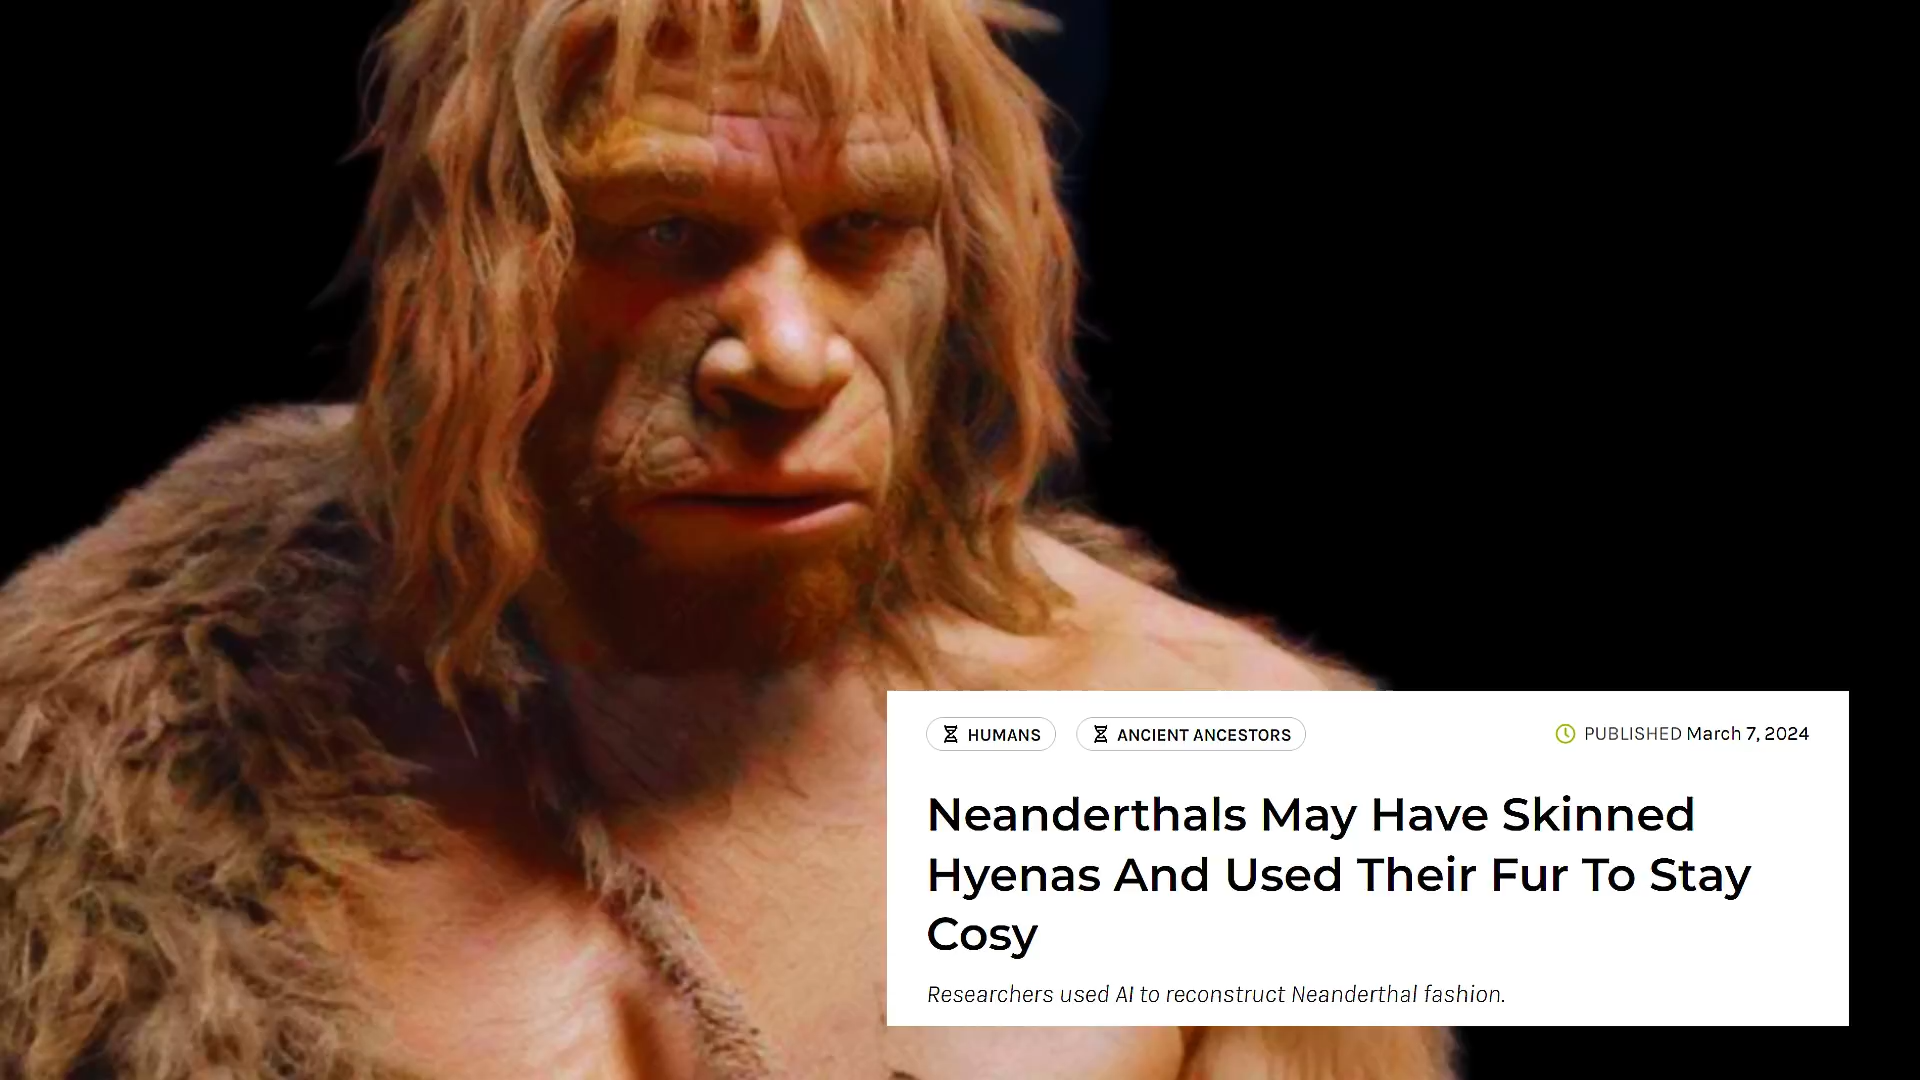 HUMANS
ANCIENT ANCESTORS
PUBLISHED March 7, 2024
Neanderthals May Have Skinned
Hyenas And Used Their Fur To Stay
Cosy
Researchers used AI to reconstruct Neanderthal fashion.